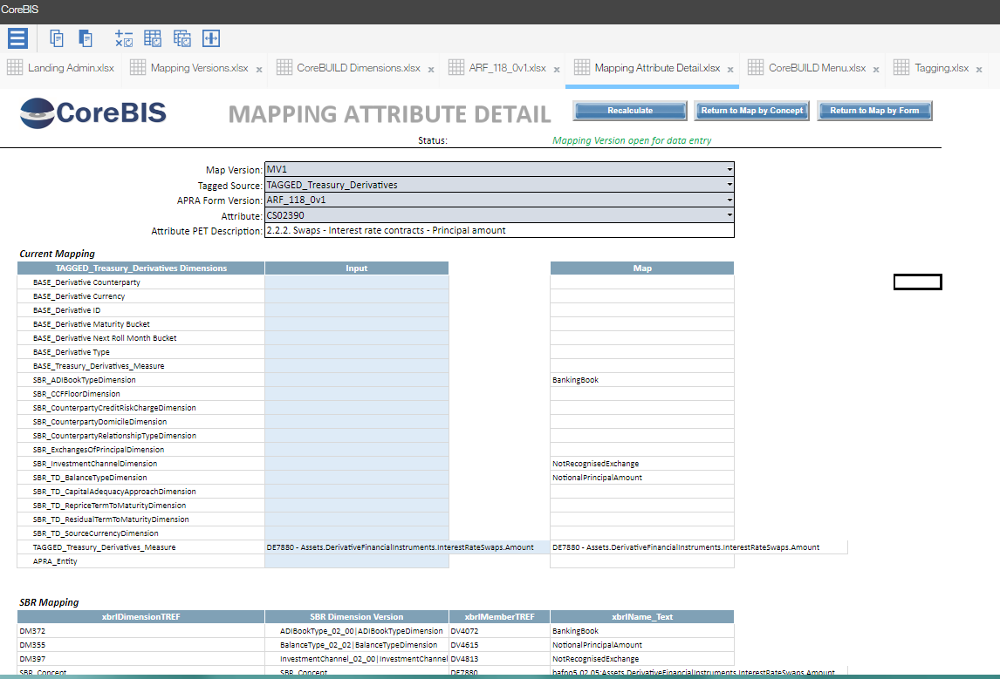 CoreBIS
Landing Admin.xlsx Mapping Versions.xlsx × CoreBUILD Dimensions.xlsx × ARF_118_0v1.xlsx × Mapping Attribute Detail.xlsx × CoreBUILD Menu.xlsx × Tagging.xlsx ×
CoreBIS MAPPING ATTRIBUTE DETAIL Recalculate Return to Map by Concept Return to Map by Form
Status: Mapping Version open for data entry
Map Version: MV1
Tagged Source: TAGGED_Treasury_Derivatives
APRA Form Version: ARF_118_0v1
Attribute: CS02390
Attribute PET Description: 2.2.2. Swaps - Interest rate contracts - Principal amount
Current Mapping
TAGGED_Treasury_Derivatives Dimensions Input Map
BASE_Derivative Counterparty
BASE_Derivative Currency
BASE_Derivative ID
BASE_Derivative Maturity Bucket
BASE_Derivative Next Roll Month Bucket
BASE_Derivative Type
BASE_Treasury_Derivatives_Measure
SBR_ADIBookTypeDimension BankingBook
SBR_CCFFloorDimension
SBR_CounterpartyCreditRiskChargeDimension
SBR_CounterpartyDomicileDimension
SBR_CounterpartyRelationshipTypeDimension
SBR_ExchangesOfPrincipalDimension
SBR_InvestmentChannelDimension NotRecognisedExchange
SBR_TD_BalanceTypeDimension NotionalPrincipalAmount
SBR_TD_CapitalAdequacyApproachDimension
SBR_TD_RepriceTermToMaturityDimension
SBR_TD_ResidualTermToMaturityDimension
SBR_TD_SourceCurrencyDimension
TAGGED_Treasury_Derivatives_Measure DE7880 - Assets.DerivativeFinancialInstruments.InterestRateSwaps.Amount DE7880 - Assets.DerivativeFinancialInstruments.InterestRateSwaps.Amount
APRA_Entity
SBR Mapping
xbrlDimensionTREF SBR Dimension Version xbrlMemberTREF xbrlName_Text
DM372 ADIBookType_02_00|ADIBookTypeDimension DV4072 BankingBook
DM355 BalanceType_02_02|BalanceTypeDimension DV4615 NotionalPrincipalAmount
DM397 InvestmentChannel_02_00|InvestmentChannel DV4813 NotRecognisedExchange
SBR_Concept SBR_Concept DE7880 bafpo5.02.05:Assets.DerivativeFinancialInstruments.InterestRateSwaps.Amount